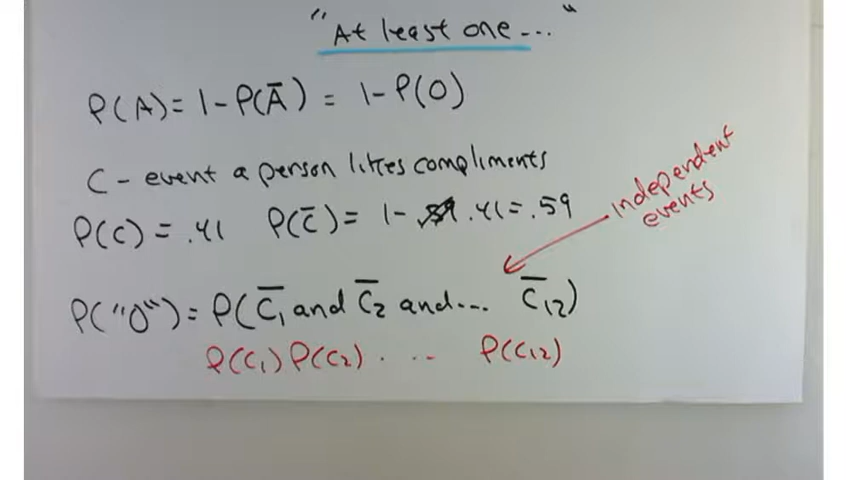 "At least one..."
P(A) = 1 - P(Ā) = 1 - P(0)
C - event a person likes compliments
P(C) = .41 P(C̄) = 1 - .41 = .59
independent
events
P("0") = P(C̄₁ and C̄₂ and... C̄₁₂)
P(C₁) P(C₂) · ... P(C₁₂)